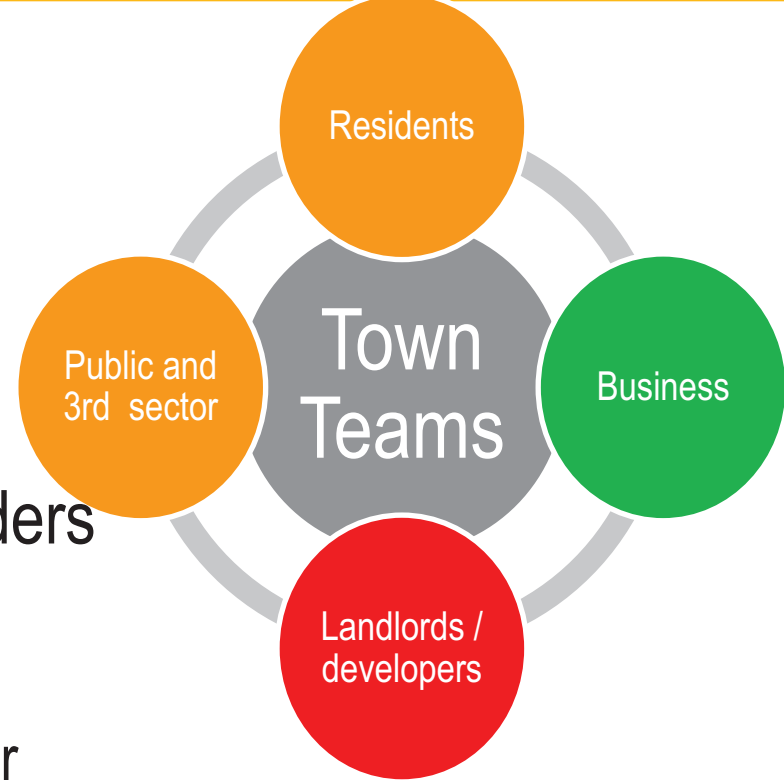 Residents
Town
Teams
Public and
3rd sector
Business
Landlords /
developers